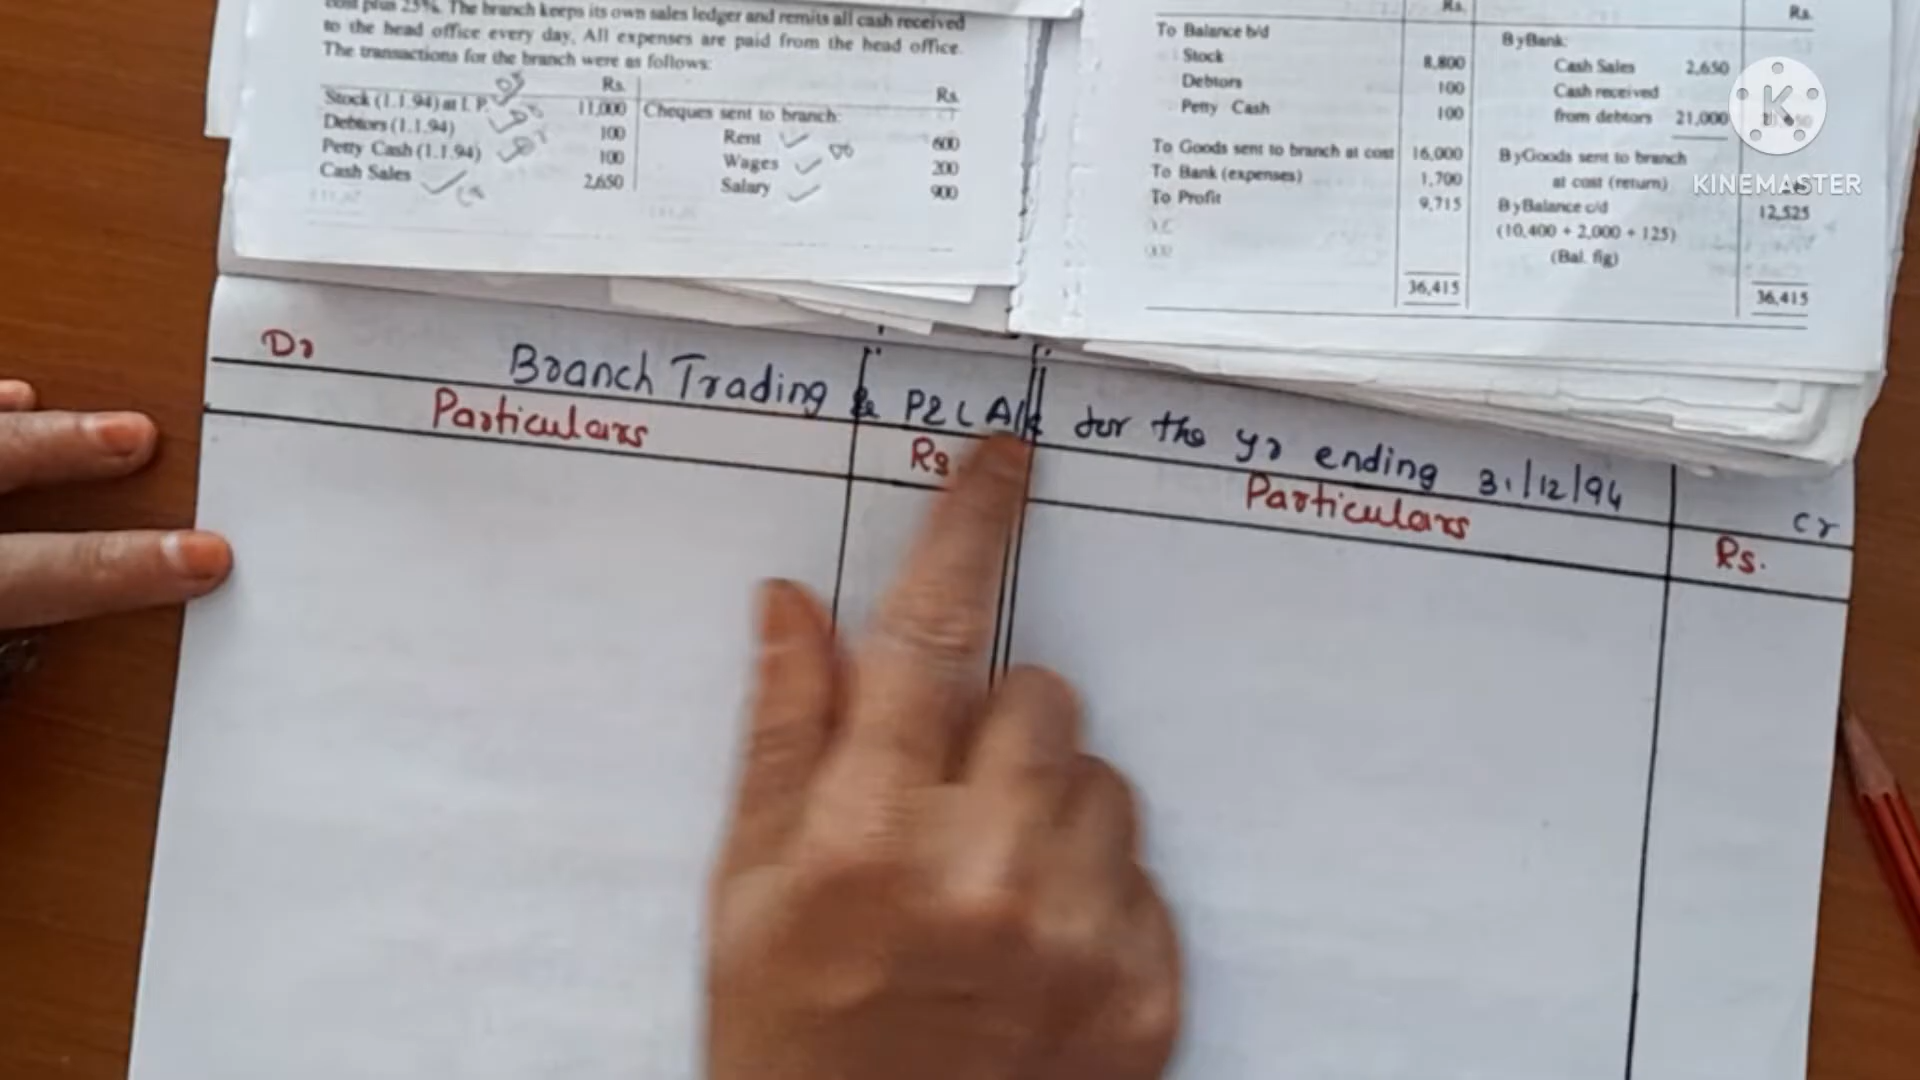 cost plus 25%. The branch keeps its own sales ledger and remits all cash received
to the head office every day. All expenses are paid from the head office.
The transactions for the branch were as follows:
Rs. Rs.
Stock (1.1.94) at I. P. 11,000 Cheques sent to branch:
Debtors (1.1.94) 100 Rent 600
Petty Cash (1.1.94) 100 Wages 200
Cash Sales 2,650 Salary 900
Rs. Rs.
To Balance b/d By Bank:
Stock 8,800 Cash Sales 2,650
Debtors 100 Cash received
Petty Cash 100 from debtors 21,000
To Goods sent to branch at cost 16,000 By Goods sent to branch
To Bank (expenses) 1,700 at cost (return)
To Profit 9,715 By Balance c/d 12,525
(10,400 + 2,000 + 125)
(Bal. fig)
36,415 36,415
KINEMASTER
Dr Branch Trading & P&L A/c for the yr ending 31/12/94 Cr
Particulars Rs. Particulars Rs.